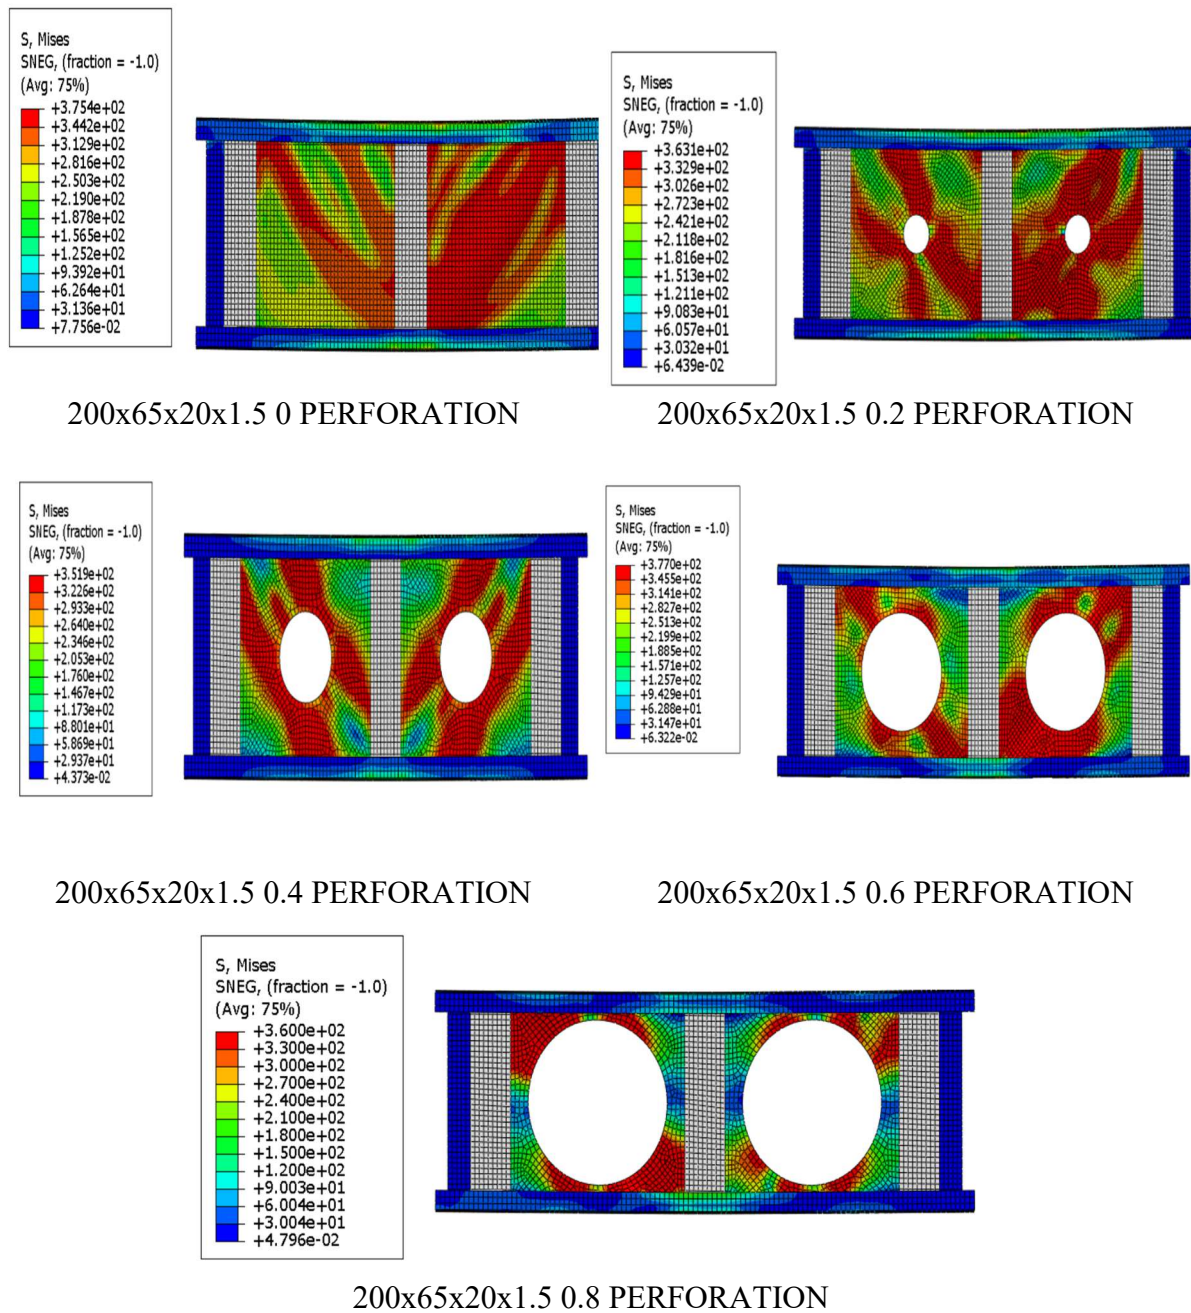 S, Mises
SNEG, (fraction = -1.0)
(Avg: 75%)
+3.754e+02
+3.442e+02
+3.129e+02
+2.816e+02
+2.503e+02
+2.190e+02
+1.878e+02
+1.565e+02
+1.252e+02
+9.392e+01
+6.264e+01
+3.136e+01
+7.756e-02
200x65x20x1.5 0 PERFORATION
S, Mises
SNEG, (fraction = -1.0)
(Avg: 75%)
+3.631e+02
+3.329e+02
+3.026e+02
+2.723e+02
+2.421e+02
+2.118e+02
+1.816e+02
+1.513e+02
+1.211e+02
+9.083e+01
+6.057e+01
+3.032e+01
+6.439e-02
200x65x20x1.5 0.2 PERFORATION
S, Mises
SNEG, (fraction = -1.0)
(Avg: 75%)
+3.519e+02
+3.226e+02
+2.933e+02
+2.640e+02
+2.346e+02
+2.053e+02
+1.760e+02
+1.467e+02
+1.173e+02
+8.801e+01
+5.869e+01
+2.937e+01
+4.373e-02
200x65x20x1.5 0.4 PERFORATION
S, Mises
SNEG, (fraction = -1.0)
(Avg: 75%)
+3.770e+02
+3.455e+02
+3.141e+02
+2.827e+02
+2.513e+02
+2.199e+02
+1.885e+02
+1.571e+02
+1.257e+02
+9.429e+01
+6.288e+01
+3.147e+01
+6.322e-02
200x65x20x1.5 0.6 PERFORATION
S, Mises
SNEG, (fraction = -1.0)
(Avg: 75%)
+3.600e+02
+3.300e+02
+3.000e+02
+2.700e+02
+2.400e+02
+2.100e+02
+1.800e+02
+1.500e+02
+1.200e+02
+9.003e+01
+6.004e+01
+3.004e+01
+4.796e-02
200x65x20x1.5 0.8 PERFORATION